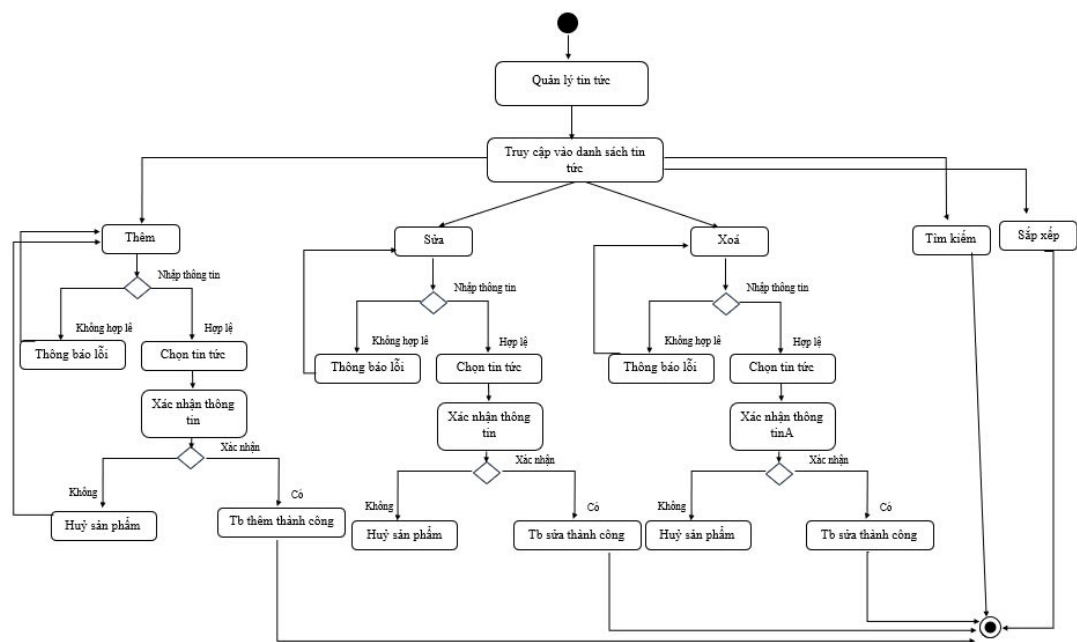 Quản lý tin tức
Truy cập vào danh sách tin
tức
Thêm
Sửa
Xoá
Tìm kiếm
Sắp xếp
Nhập thông tin
Nhập thông tin
Nhập thông tin
Không hợp lê
Hợp lệ
Không hợp lê
Hợp lệ
Không hợp lê
Hợp lệ
Thông báo lỗi
Chọn tin tức
Thông báo lỗi
Chọn tin tức
Thông báo lỗi
Chọn tin tức
Xác nhận thông
tin
Xác nhận thông
tin
Xác nhận thông
tinA
Xác nhận
Xác nhận
Xác nhận
Không
Có
Không
Có
Không
Có
Huỷ sản phẩm
Tb thêm thành công
Huỷ sản phẩm
Tb sửa thành công
Huỷ sản phẩm
Tb sửa thành công